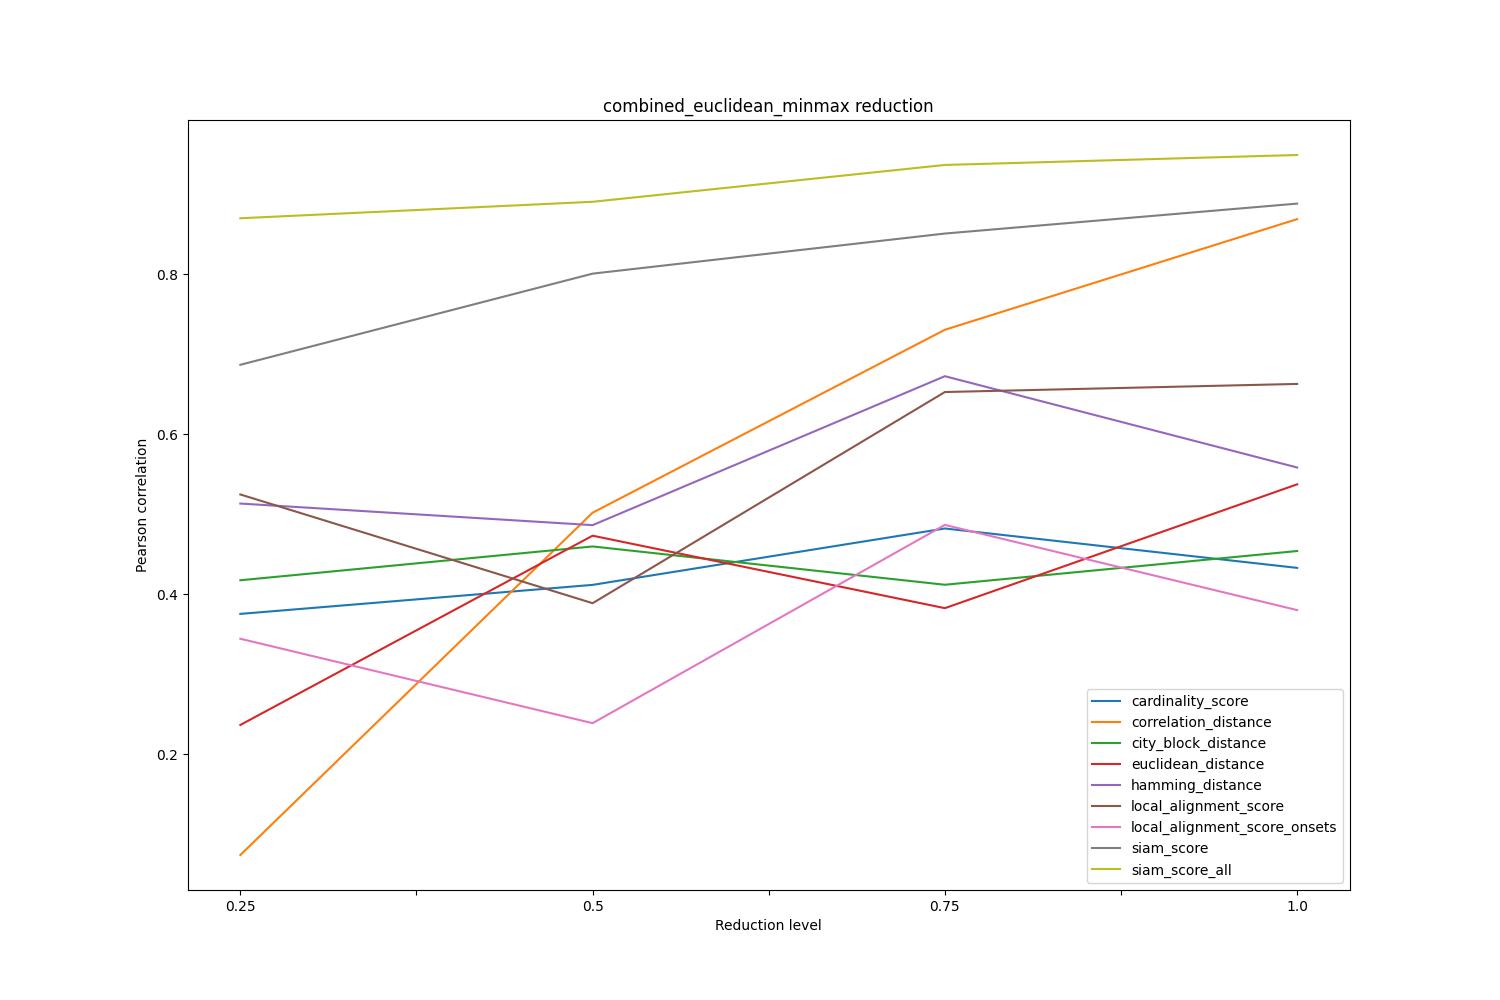 combined_euclidean_minmax reduction
Pearson correlation
0.8
0.6
0.4
0.2
0.25
0.5
0.75
1.0
Reduction level
cardinality_score
correlation_distance
city_block_distance
euclidean_distance
hamming_distance
local_alignment_score
local_alignment_score_onsets
siam_score
siam_score_all